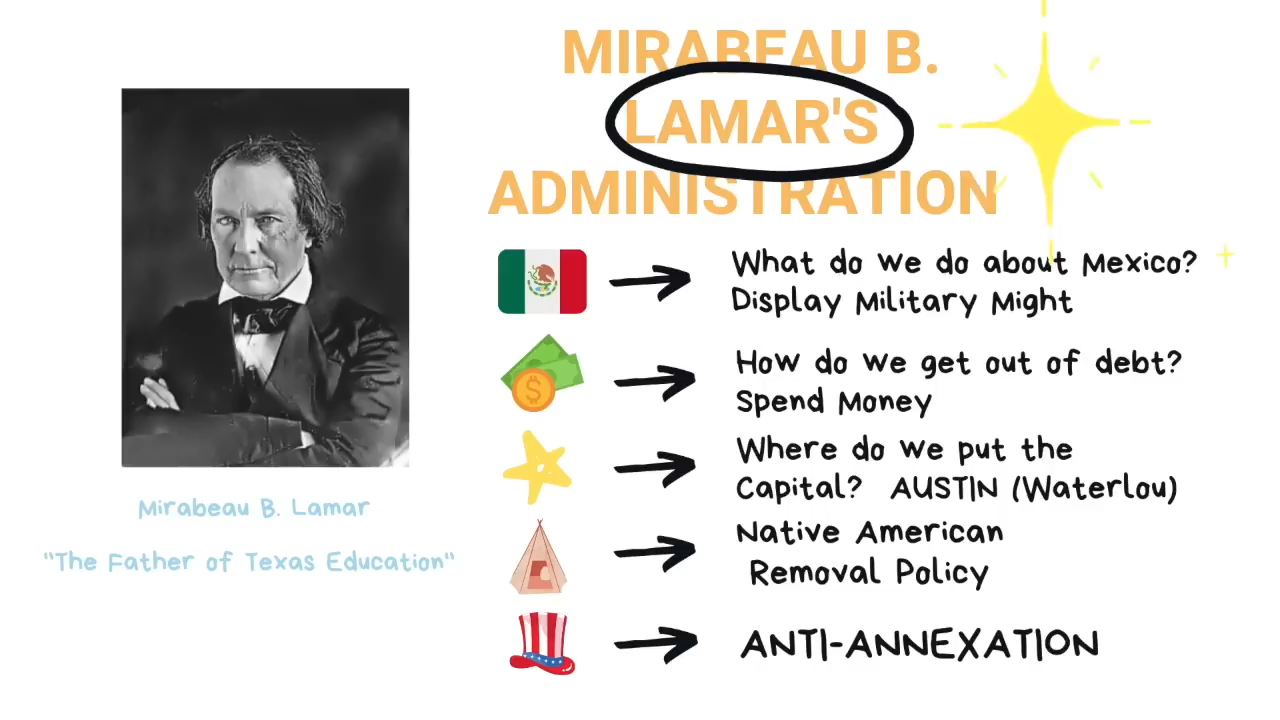 MIRABEAU B.
LAMAR'S
ADMINISTRATION
What do we do about Mexico?
Display Military Might
How do we get out of debt?
Spend Money
Where do we put the
Capital? AUSTIN (Waterlou)
Native American
Removal Policy
ANTI-ANNEXATION
Mirabeau B. Lamar
"The Father of Texas Education"